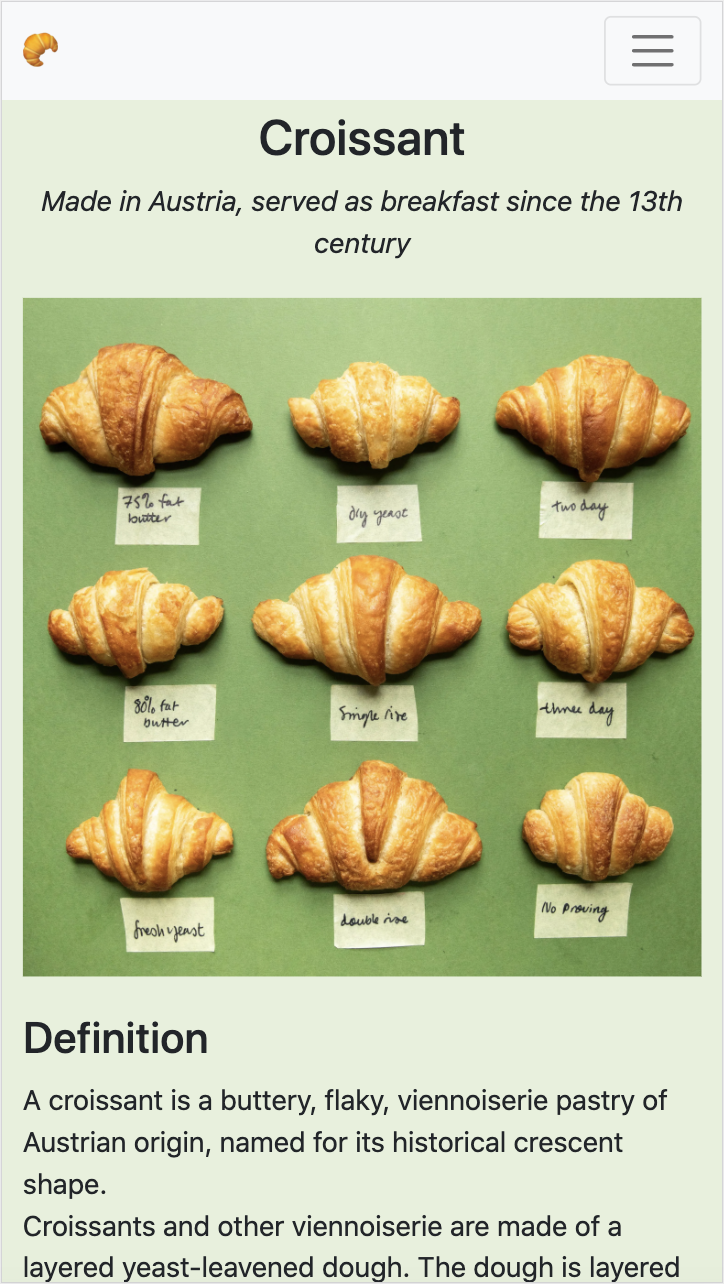 Croissant
Made in Austria, served as breakfast since the 13th
century
75% fat
butter
dry yeast
two day
80% fat
butter
Single rise
three day
fresh yeast
double rise
No Proving
Definition
A croissant is a buttery, flaky, viennoiserie pastry of
Austrian origin, named for its historical crescent
shape.
Croissants and other viennoiserie are made of a
layered yeast-leavened dough. The dough is layered